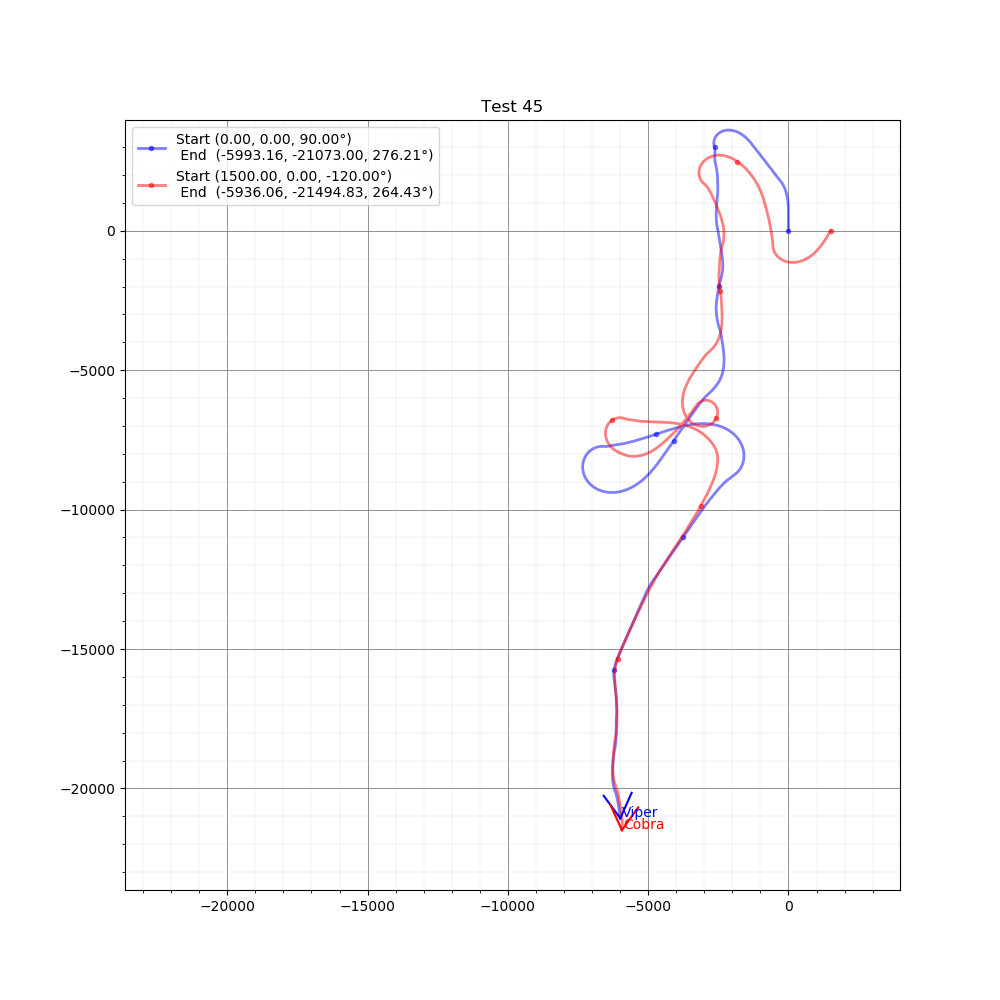 Test 45
Start (0.00, 0.00, 90.00°)
End (-5993.16, -21073.00, 276.21°)
Start (1500.00, 0.00, -120.00°)
End (-5936.06, -21494.83, 264.43°)
0
−5000
−10000
−15000
−20000
Viper
Cobra
−20000
−15000
−10000
−5000
0